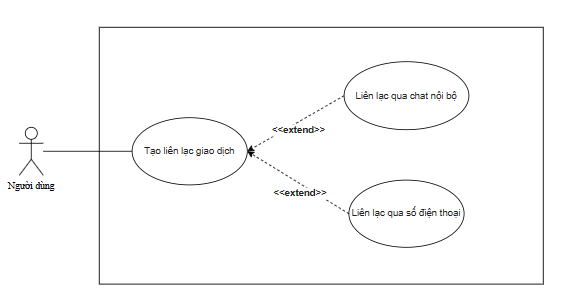 Liên lạc qua chat nội bộ
<<extend>>
Tạo liên lạc giao dịch
Người dùng
<<extend>>
Liên lạc qua số điện thoại